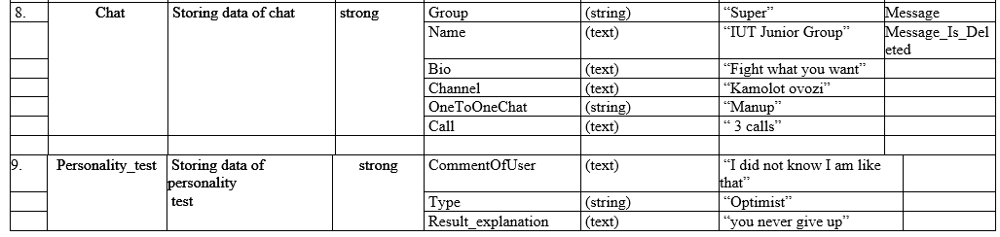 8. Chat Storing data of chat strong Group (string) “Super” Message
Name (text) “IUT Junior Group” Message_Is_Del
eted
Bio (text) “Fight what you want”
Channel (text) “Kamolot ovozi”
OneToOneChat (string) “Manup”
Call (text) “ 3 calls”
9. Personality_test Storing data of strong CommentOfUser (text) “I did not know I am like
personality that”
test Type (string) “Optimist”
Result_explanation (text) “you never give up”